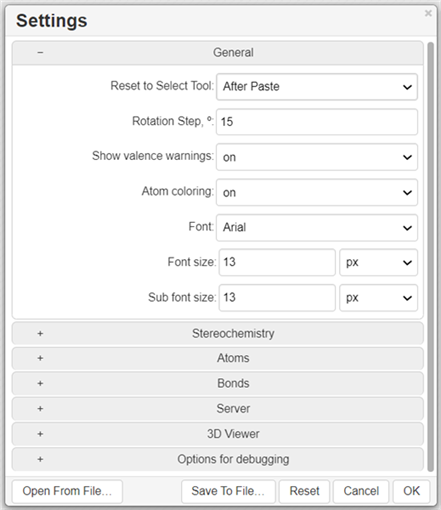 Settings
×
− General
Reset to Select Tool: After Paste
Rotation Step, º: 15
Show valence warnings: on
Atom coloring: on
Font: Arial
Font size: 13 px
Sub font size: 13 px
+ Stereochemistry
+ Atoms
+ Bonds
+ Server
+ 3D Viewer
+ Options for debugging
Open From File… Save To File… Reset Cancel OK